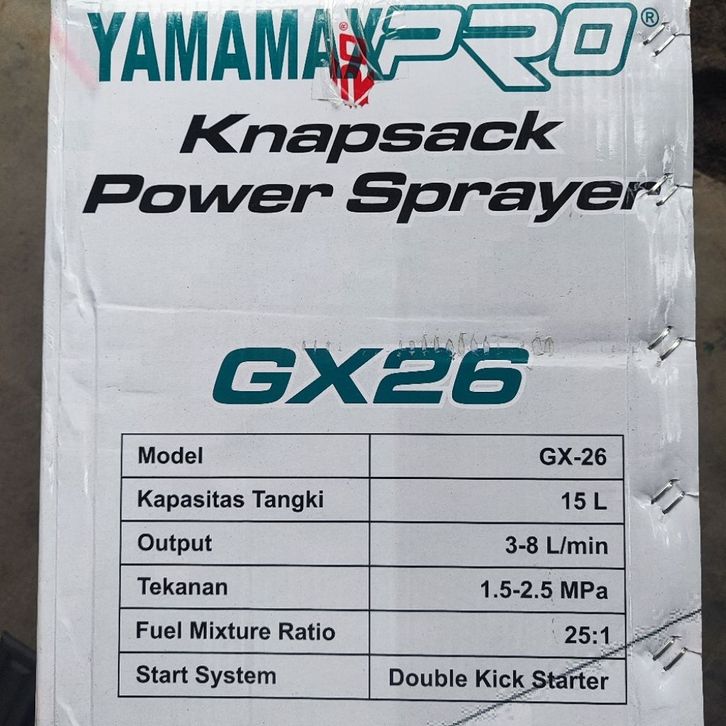 YAMAMAXPRO®
Knapsack
Power Sprayer
GX26
Model GX-26
Kapasitas Tangki 15 L
Output 3-8 L/min
Tekanan 1.5-2.5 MPa
Fuel Mixture Ratio 25:1
Start System Double Kick Starter